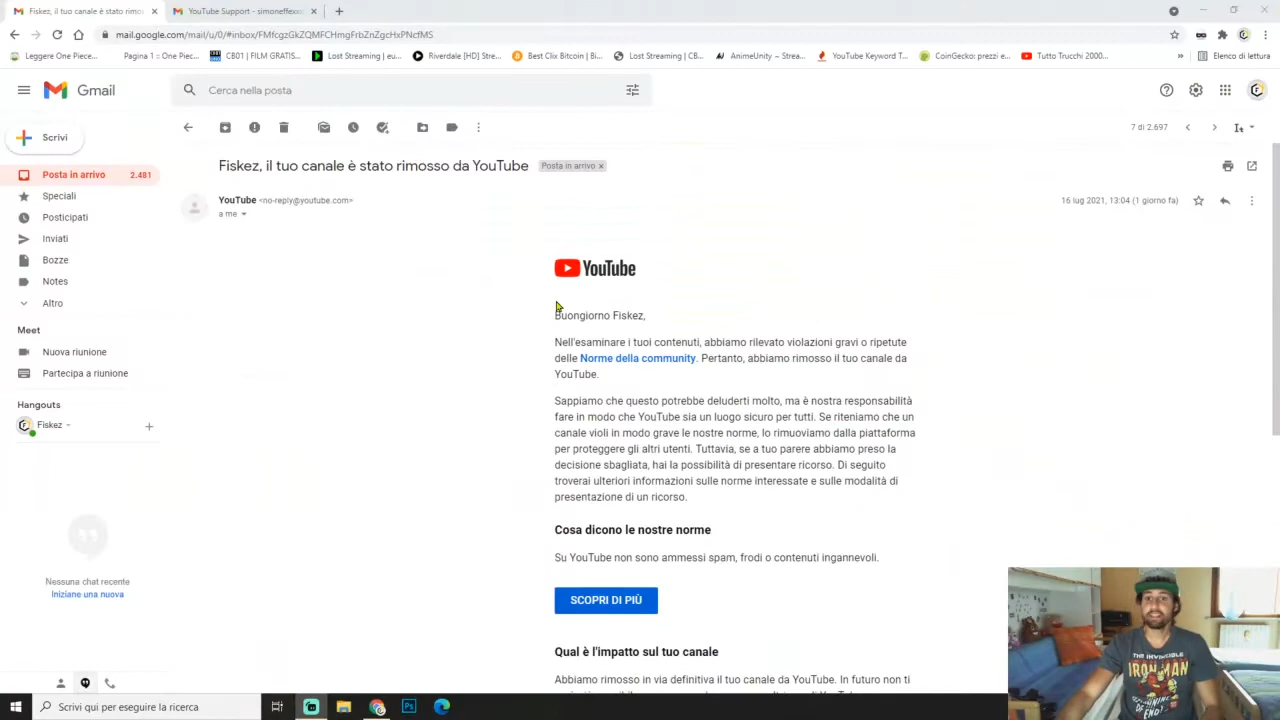 Fiskez, il tuo canale è stato rimos
YouTube Support - simoneffexx
mail.google.com/mail/u/0/#inbox/FMfcgzGkZQMFCHmgFrbZnZgcHxPNcfMS
Leggere One Piece...
Pagina 1 :: One Piece...
CB01 | FILM GRATIS...
Lost Streaming | eu...
Riverdale [HD] Stre...
Best Clix Bitcoin | Bi...
Lost Streaming | CB...
AnimeUnity ~ Strea...
YouTube Keyword T...
CoinGecko: prezzi e...
Tutto Trucchi 2000...
»
Elenco di lettura
Gmail
Cerca nella posta
Scrivi
7 di 2.697
Posta in arrivo 2.481
Speciali
Posticipati
Inviati
Bozze
Notes
Altro
Meet
Nuova riunione
Partecipa a riunione
Hangouts
Fiskez
Nessuna chat recente
Iniziane una nuova
Fiskez, il tuo canale è stato rimosso da YouTube Posta in arrivo x
YouTube <no-reply@youtube.com>
16 lug 2021, 13:04 (1 giorno fa)
a me
YouTube
Buongiorno Fiskez,
Nell'esaminare i tuoi contenuti, abbiamo rilevato violazioni gravi o ripetute
delle Norme della community. Pertanto, abbiamo rimosso il tuo canale da
YouTube.
Sappiamo che questo potrebbe deluderti molto, ma è nostra responsabilità
fare in modo che YouTube sia un luogo sicuro per tutti. Se riteniamo che un
canale violi in modo grave le nostre norme, lo rimuoviamo dalla piattaforma
per proteggere gli altri utenti. Tuttavia, se a tuo parere abbiamo preso la
decisione sbagliata, hai la possibilità di presentare ricorso. Di seguito
troverai ulteriori informazioni sulle norme interessate e sulle modalità di
presentazione di un ricorso.
Cosa dicono le nostre norme
Su YouTube non sono ammessi spam, frodi o contenuti ingannevoli.
SCOPRI DI PIÙ
Qual è l'impatto sul tuo canale
Abbiamo rimosso in via definitiva il tuo canale da YouTube. In futuro non ti
THE INVINCIBLE
IRON MAN
Scrivi qui per eseguire la ricerca
Ps